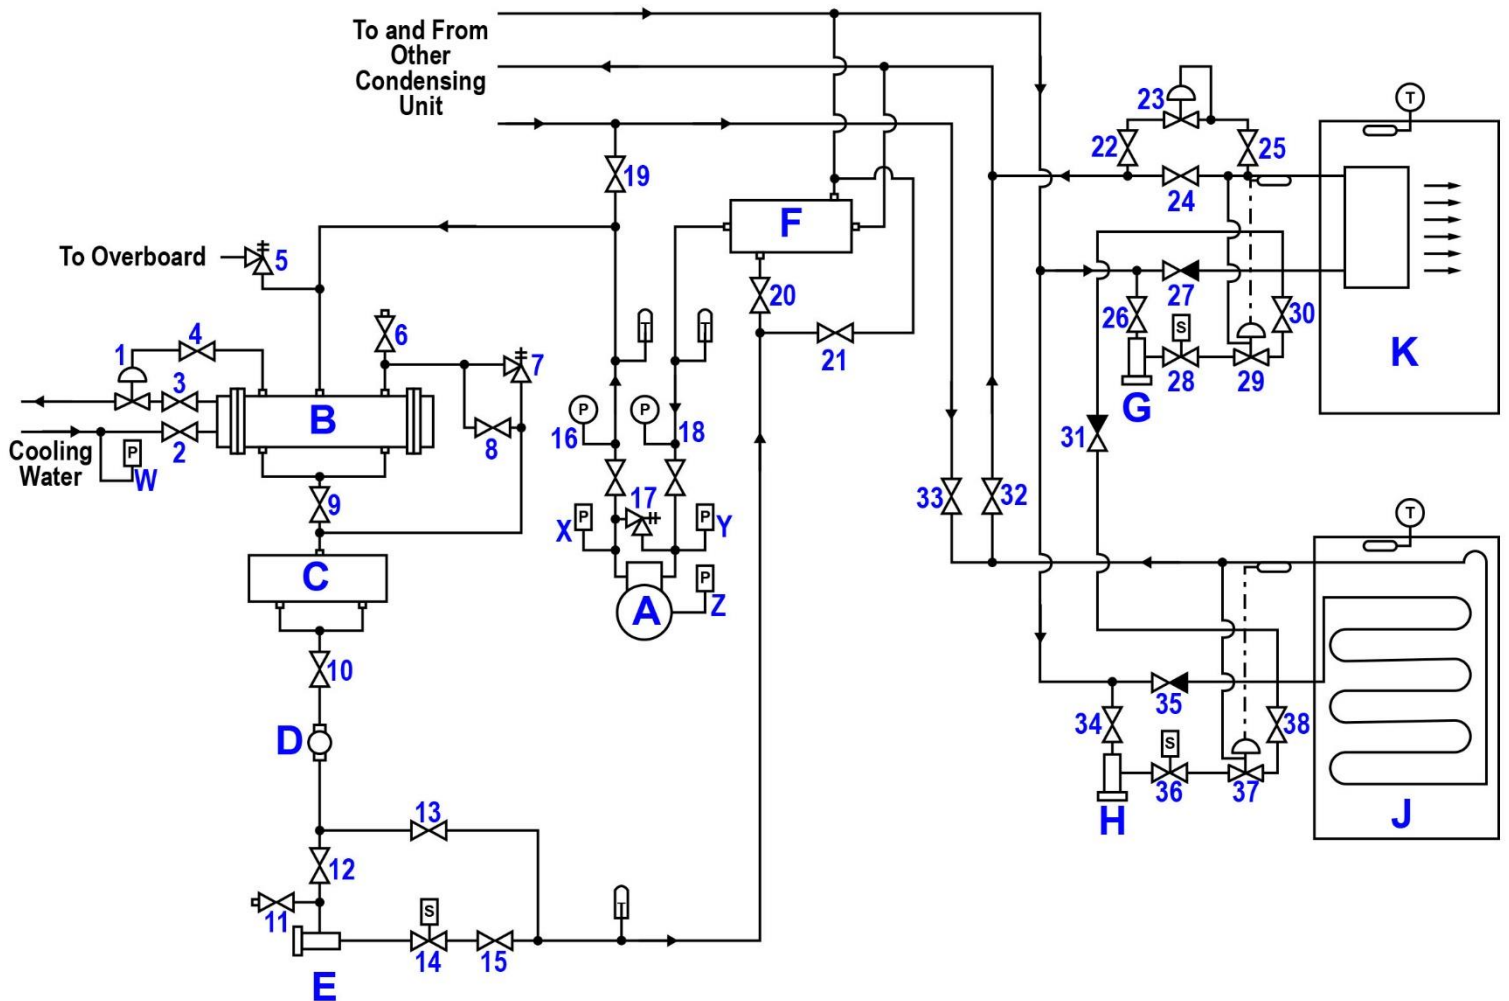 To and From
Other
Condensing
Unit
23
T
22
25
19
24
F
To Overboard
5
20
27
26
S
30
K
4
6
T
T
1
3
7
21
28
29
B
P
P
G
16
18
31
2
8
Cooling
Water
P
W
9
17
33
32
T
X
P
P
Y
C
A
P
Z
10
35
34
38
D
S
36
37
H
J
13
12
11
S
T
14
15
E